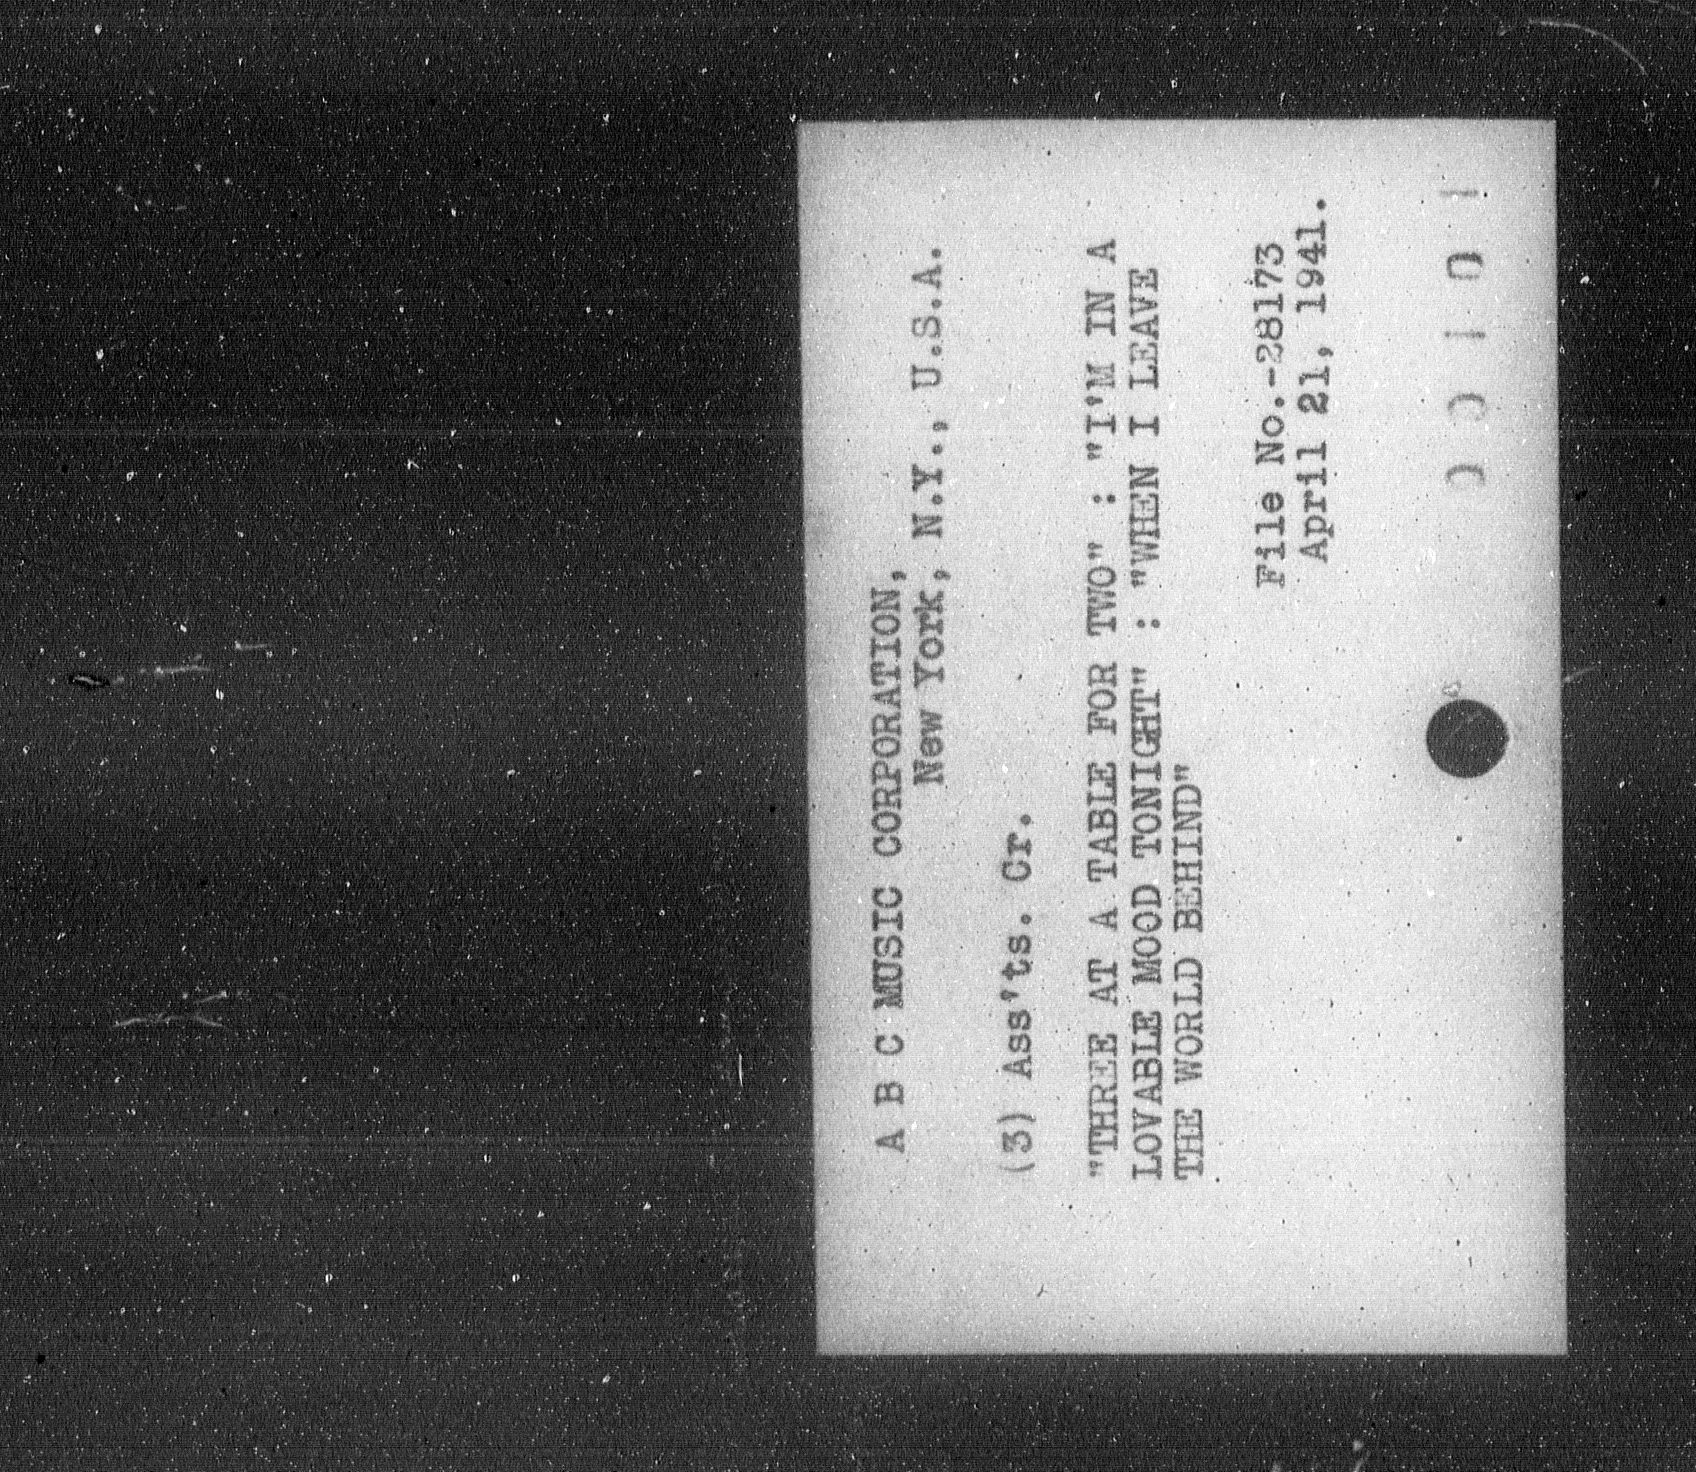 A B C MUSIC CORPORATION,
New York, N.Y., U.S.A.
(3) Ass'ts. Cr.
"THREE AT A TABLE FOR TWO" : "I'M IN A
LOVABLE MOOD TONIGHT" : "WHEN I LEAVE
THE WORLD BEHIND"
File No.-28173
April 21, 1941.
00101